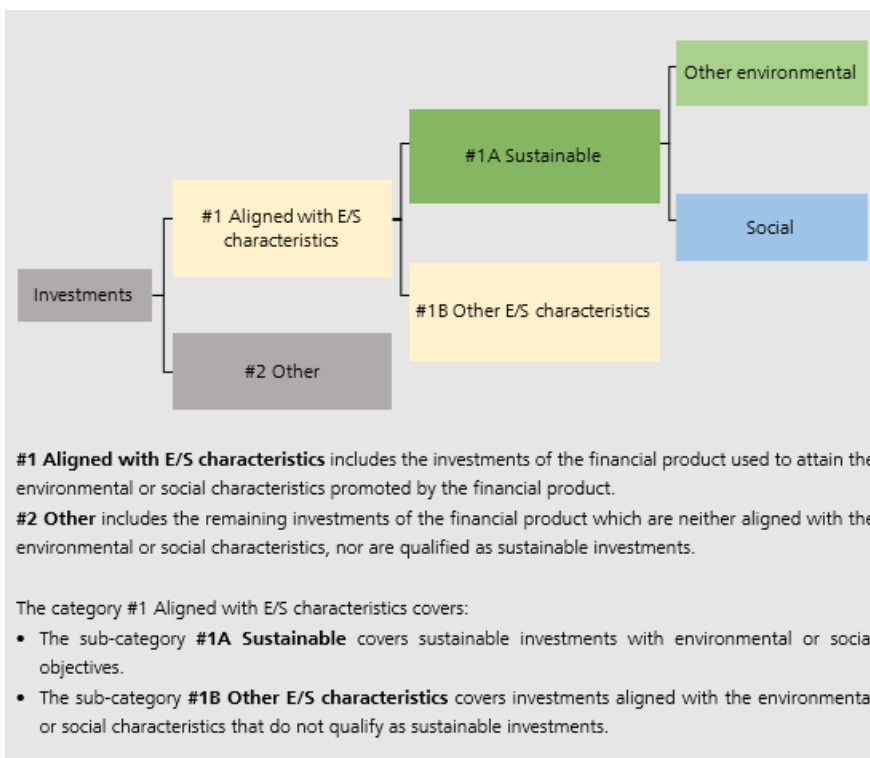 Other environmental
#1A Sustainable
#1 Aligned with E/S
characteristics
Social
Investments
#1B Other E/S characteristics
#2 Other
#1 Aligned with E/S characteristics includes the investments of the financial product used to attain the
environmental or social characteristics promoted by the financial product.
#2 Other includes the remaining investments of the financial product which are neither aligned with the
environmental or social characteristics, nor are qualified as sustainable investments.
The category #1 Aligned with E/S characteristics covers:
• The sub-category #1A Sustainable covers sustainable investments with environmental or socia
objectives.
• The sub-category #1B Other E/S characteristics covers investments aligned with the environmenta
or social characteristics that do not qualify as sustainable investments.